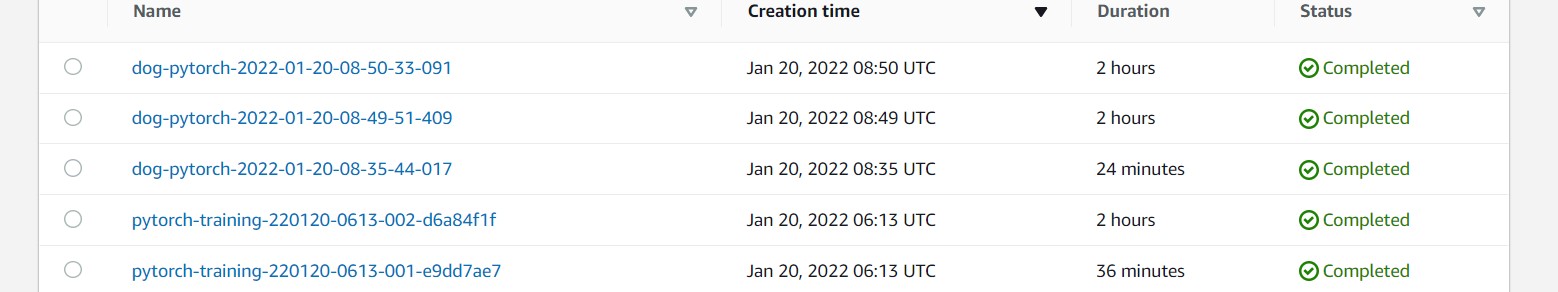 Name Creation time Duration Status
dog-pytorch-2022-01-20-08-50-33-091 Jan 20, 2022 08:50 UTC 2 hours Completed
dog-pytorch-2022-01-20-08-49-51-409 Jan 20, 2022 08:49 UTC 2 hours Completed
dog-pytorch-2022-01-20-08-35-44-017 Jan 20, 2022 08:35 UTC 24 minutes Completed
pytorch-training-220120-0613-002-d6a84f1f Jan 20, 2022 06:13 UTC 2 hours Completed
pytorch-training-220120-0613-001-e9dd7ae7 Jan 20, 2022 06:13 UTC 36 minutes Completed